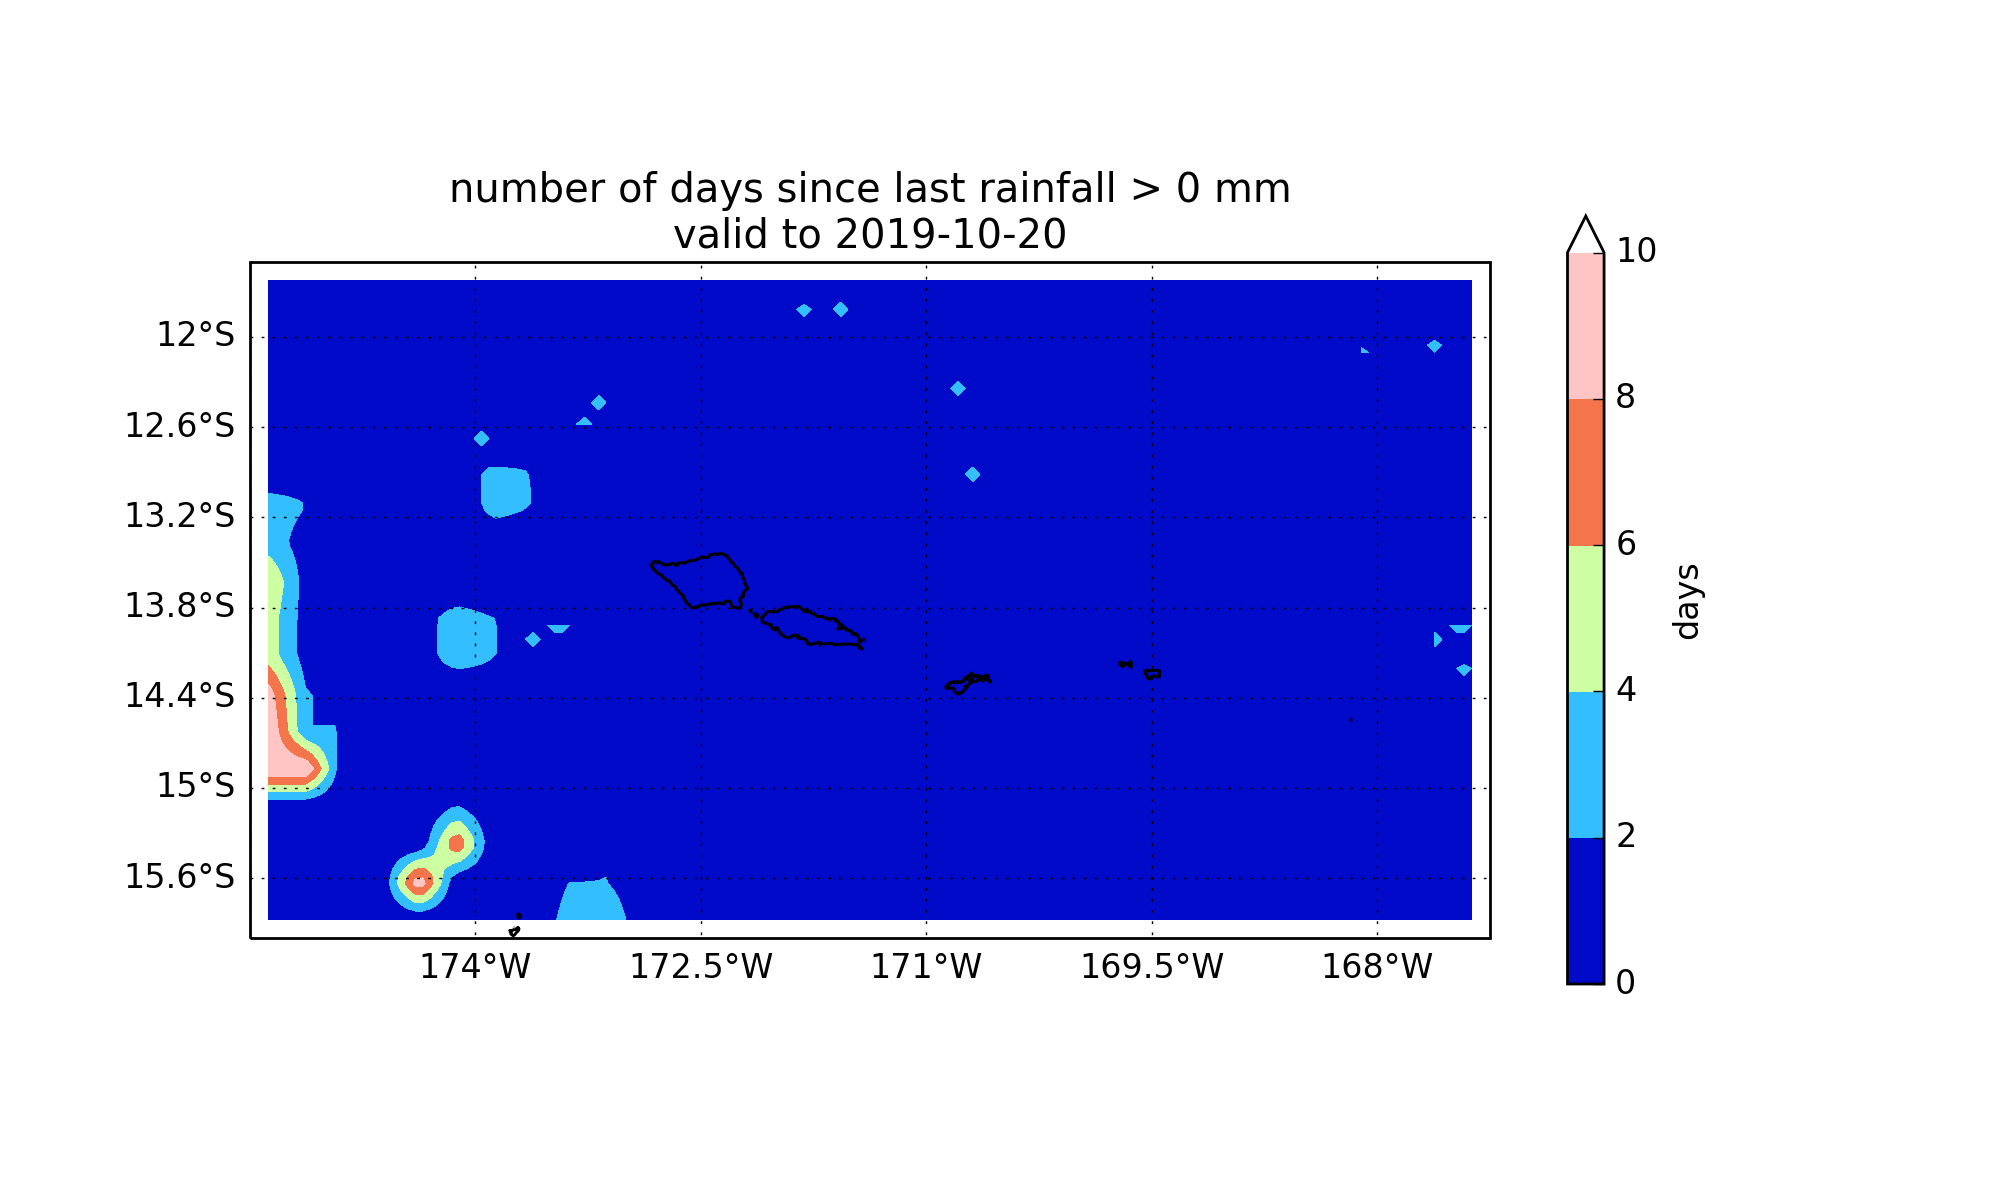 number of days since last rainfall > 0 mm
valid to 2019-10-20
12°S
12.6°S
13.2°S
13.8°S
14.4°S
15°S
15.6°S
174°W
172.5°W
171°W
169.5°W
168°W
10
8
6
4
2
0
days